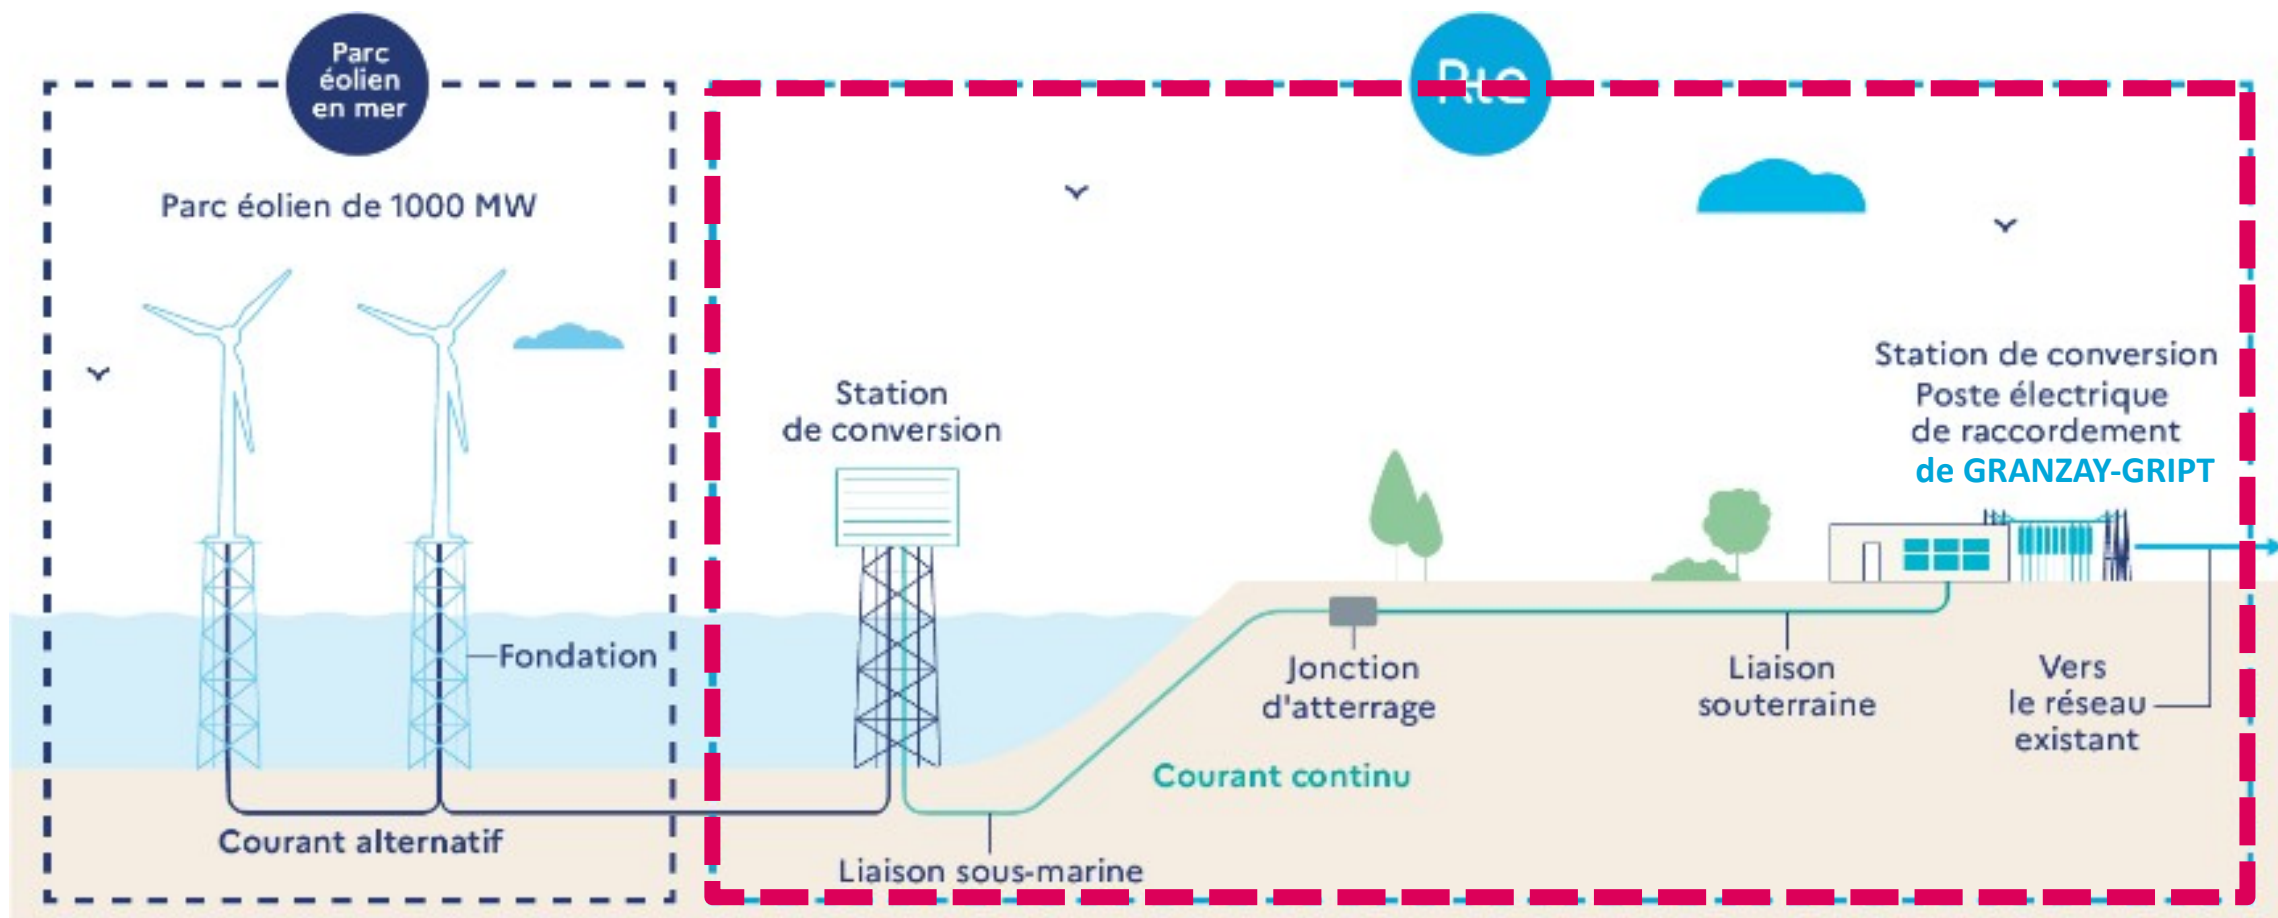 Parc
éolien
en mer
Rte
Parc éolien de 1000 MW
Station
de conversion
Station de conversion
Poste électrique
de raccordement
de GRANZAY-GRIPT
Fondation
Jonction
d'atterrage
Liaison
souterraine
Vers
le réseau
existant
Courant continu
Courant alternatif
Liaison sous-marine